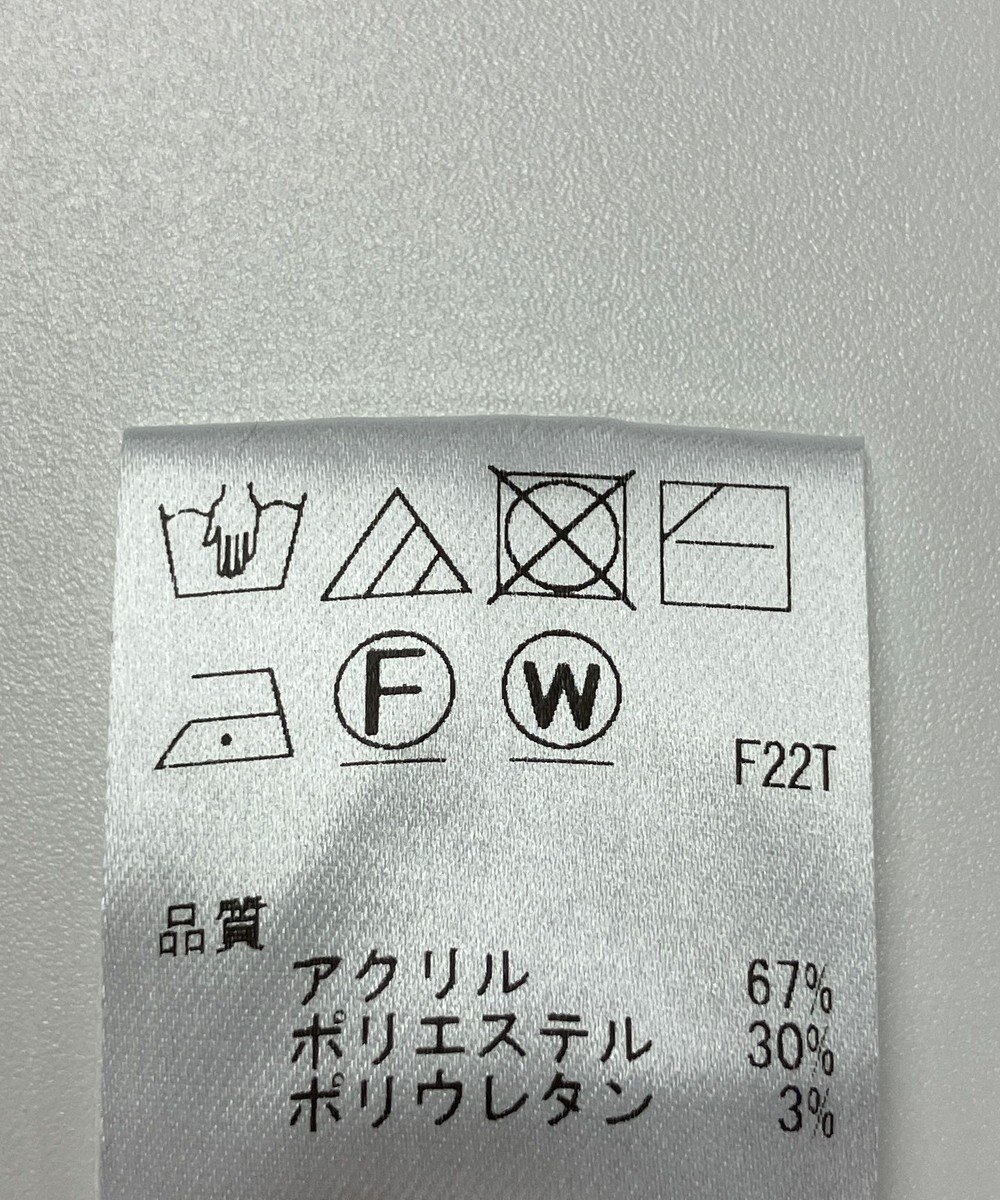 F W
F22T
品質
アクリル 67%
ポリエステル 30%
ポリウレタン 3%